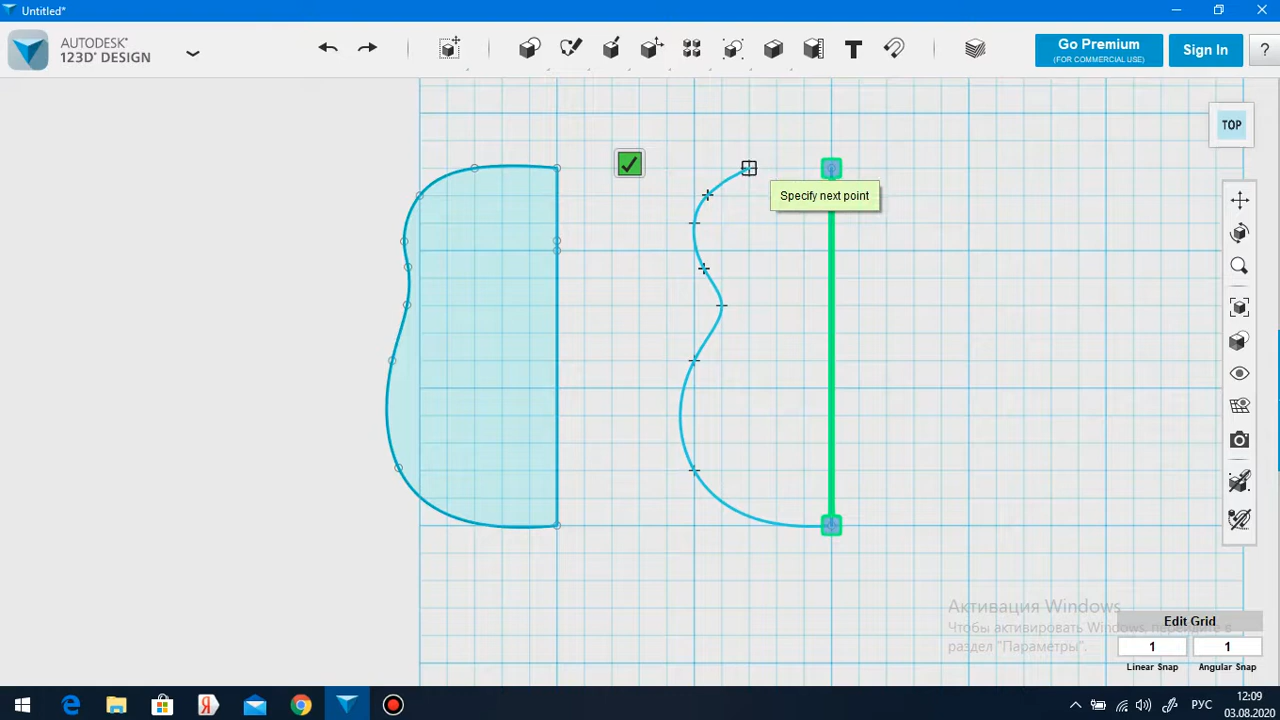 Untitled*
AUTODESK®
123D® DESIGN
Go Premium
(FOR COMMERCIAL USE)
Sign In
?
TOP
Specify next point
Активация Windows
Чтобы активировать Windows, перейдите в
раздел "Параметры".
Edit Grid
1
1
Linear Snap
Angular Snap
РУС
12:09
03.08.2020